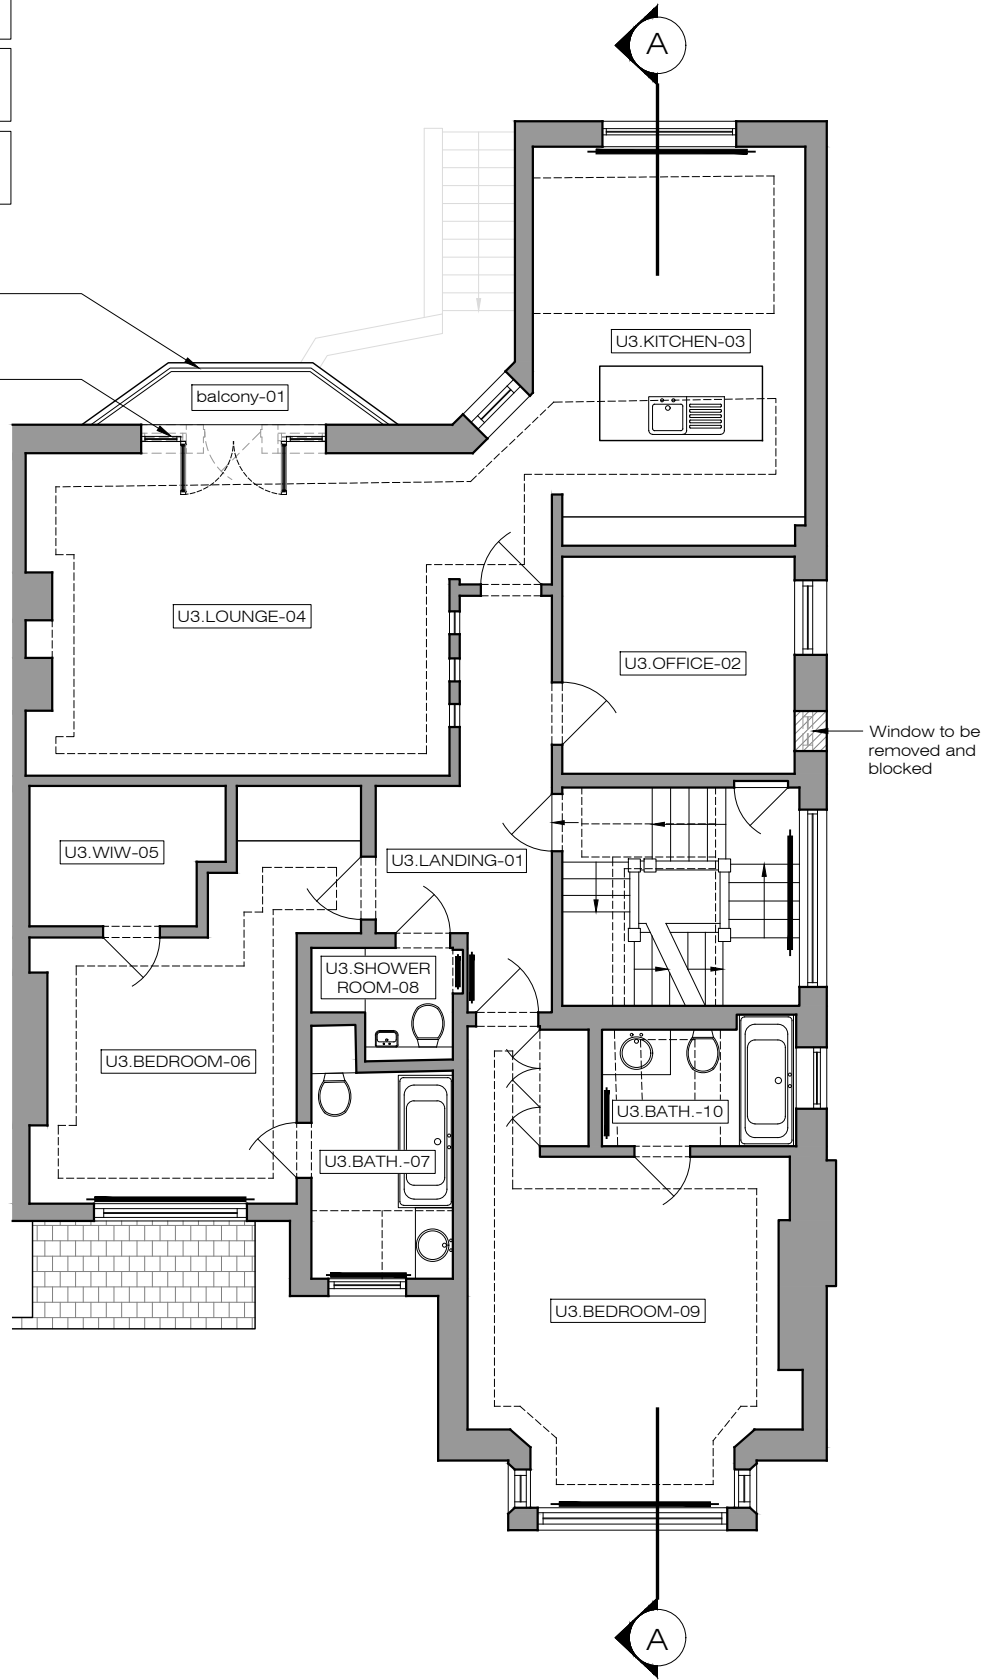 A
U3.KITCHEN-03
balcony-01
U3.LOUNGE-04
U3.OFFICE-02
Window to be
removed and
blocked
U3.WIW-05
U3.LANDING-01
U3.SHOWER
ROOM-08
U3.BEDROOM-06
U3.BATH.-10
U3.BATH.-07
U3.BEDROOM-09
A